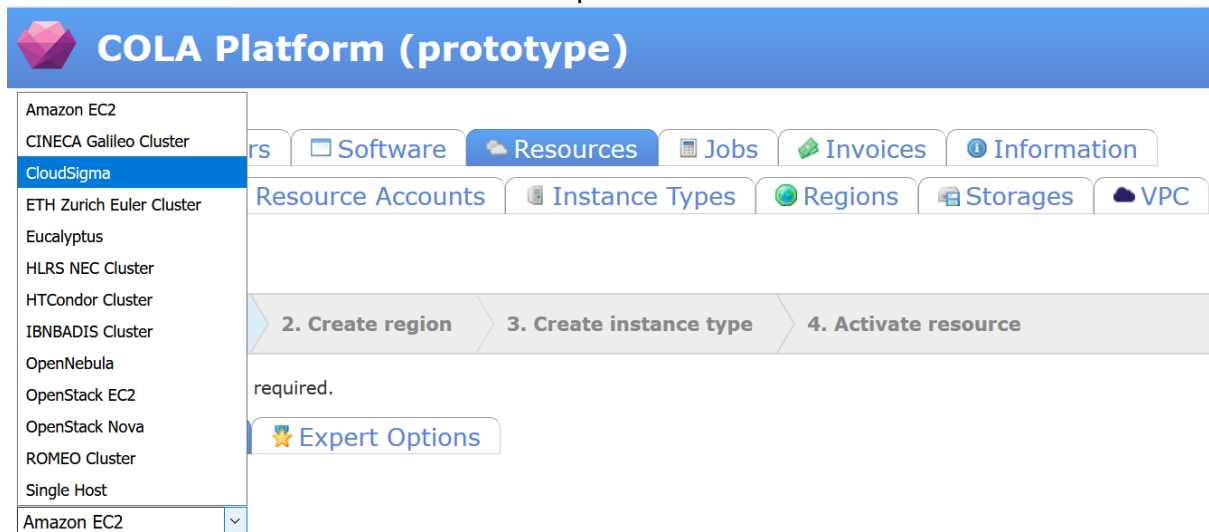 COLA Platform (prototype)
Amazon EC2
CINECA Galileo Cluster
CloudSigma
ETH Zurich Euler Cluster
Eucalyptus
HLRS NEC Cluster
HTCondor Cluster
IBNBADIS Cluster
OpenNebula
OpenStack EC2
OpenStack Nova
ROMEO Cluster
Single Host
Amazon EC2
rs Software Resources Jobs Invoices Information
Resource Accounts Instance Types Regions Storages VPC
2. Create region 3. Create instance type 4. Activate resource
required.
Expert Options